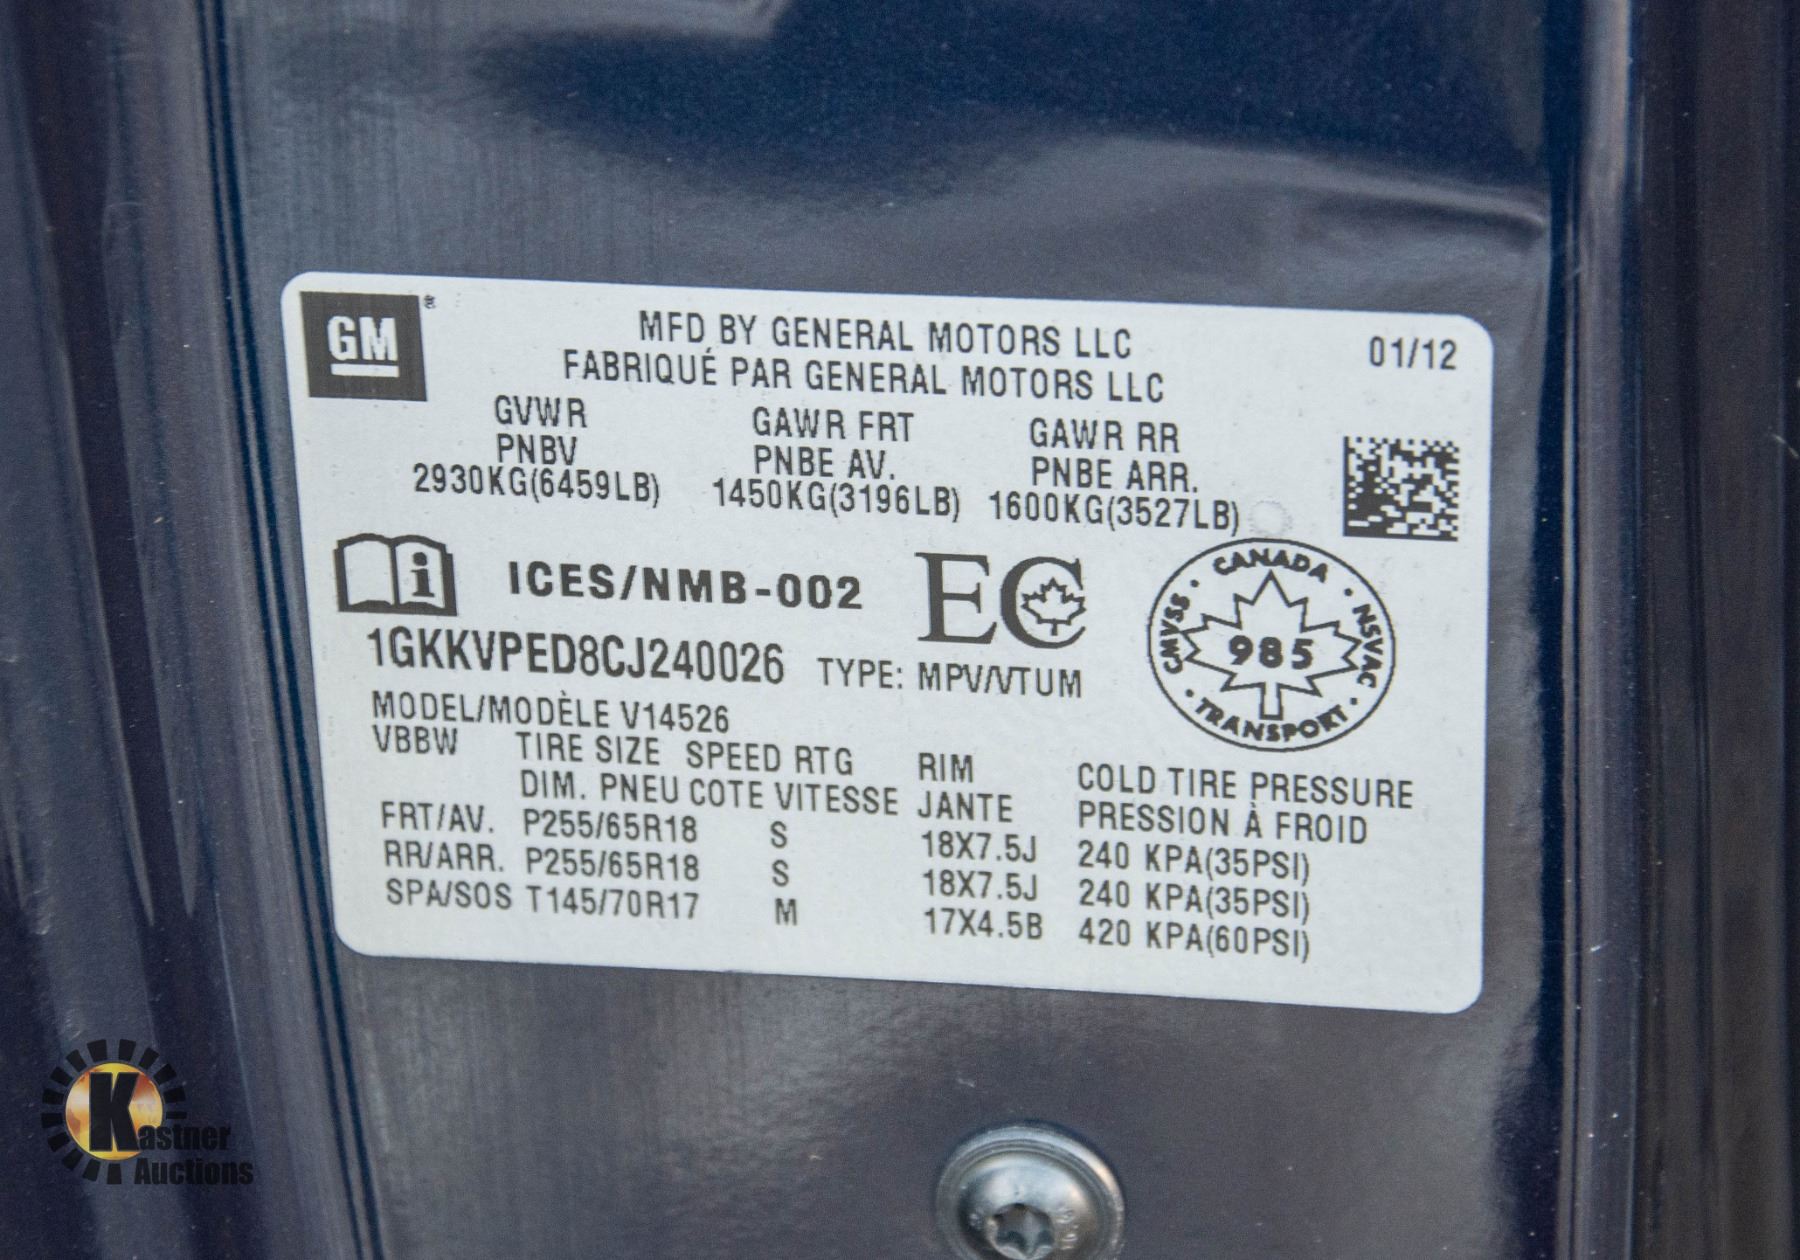 GM ®
MFD BY GENERAL MOTORS LLC 01/12
FABRIQUÉ PAR GENERAL MOTORS LLC
GVWR GAWR FRT GAWR RR
PNBV PNBE AV. PNBE ARR.
2930KG(6459LB) 1450KG(3196LB) 1600KG(3527LB)
i ICES/NMB-002 EC
CANADA
CMVSS · NSVAC
985
· TRANSPORT ·
1GKKVPED8CJ240026 TYPE: MPV/VTUM
MODEL/MODÈLE V14526
VBBW TIRE SIZE SPEED RTG RIM COLD TIRE PRESSURE
DIM. PNEU COTE VITESSE JANTE PRESSION À FROID
FRT/AV. P255/65R18 S 18X7.5J 240 KPA(35PSI)
RR/ARR. P255/65R18 S 18X7.5J 240 KPA(35PSI)
SPA/SOS T145/70R17 M 17X4.5B 420 KPA(60PSI)
Kastner
Auctions